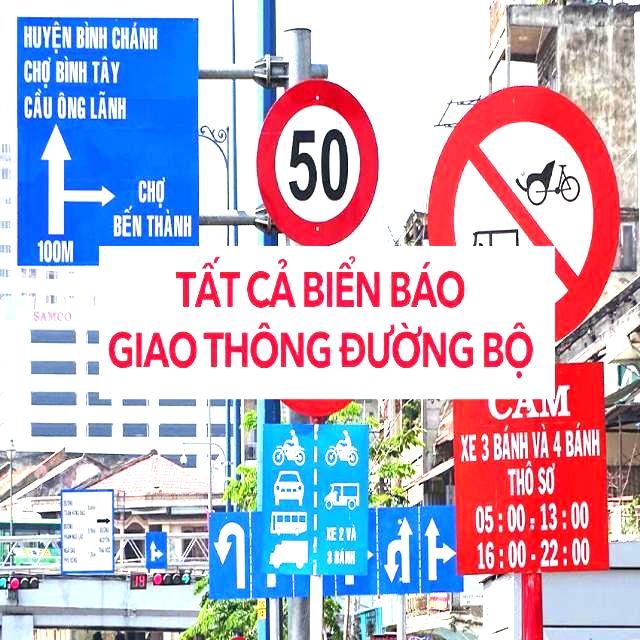 HUYỆN BÌNH CHÁNH
CHỢ BÌNH TÂY
CẦU ÔNG LÃNH
CHỢ
BẾN THÀNH
100M
50
TẤT CẢ BIỂN BÁO
GIAO THÔNG ĐƯỜNG BỘ
SAMCO
CẤM
XE 3 BÁNH VÀ 4 BÁNH
THÔ SƠ
05:00-13:00
16:00-22:00
XE 2 VÀ
3 BÁNH